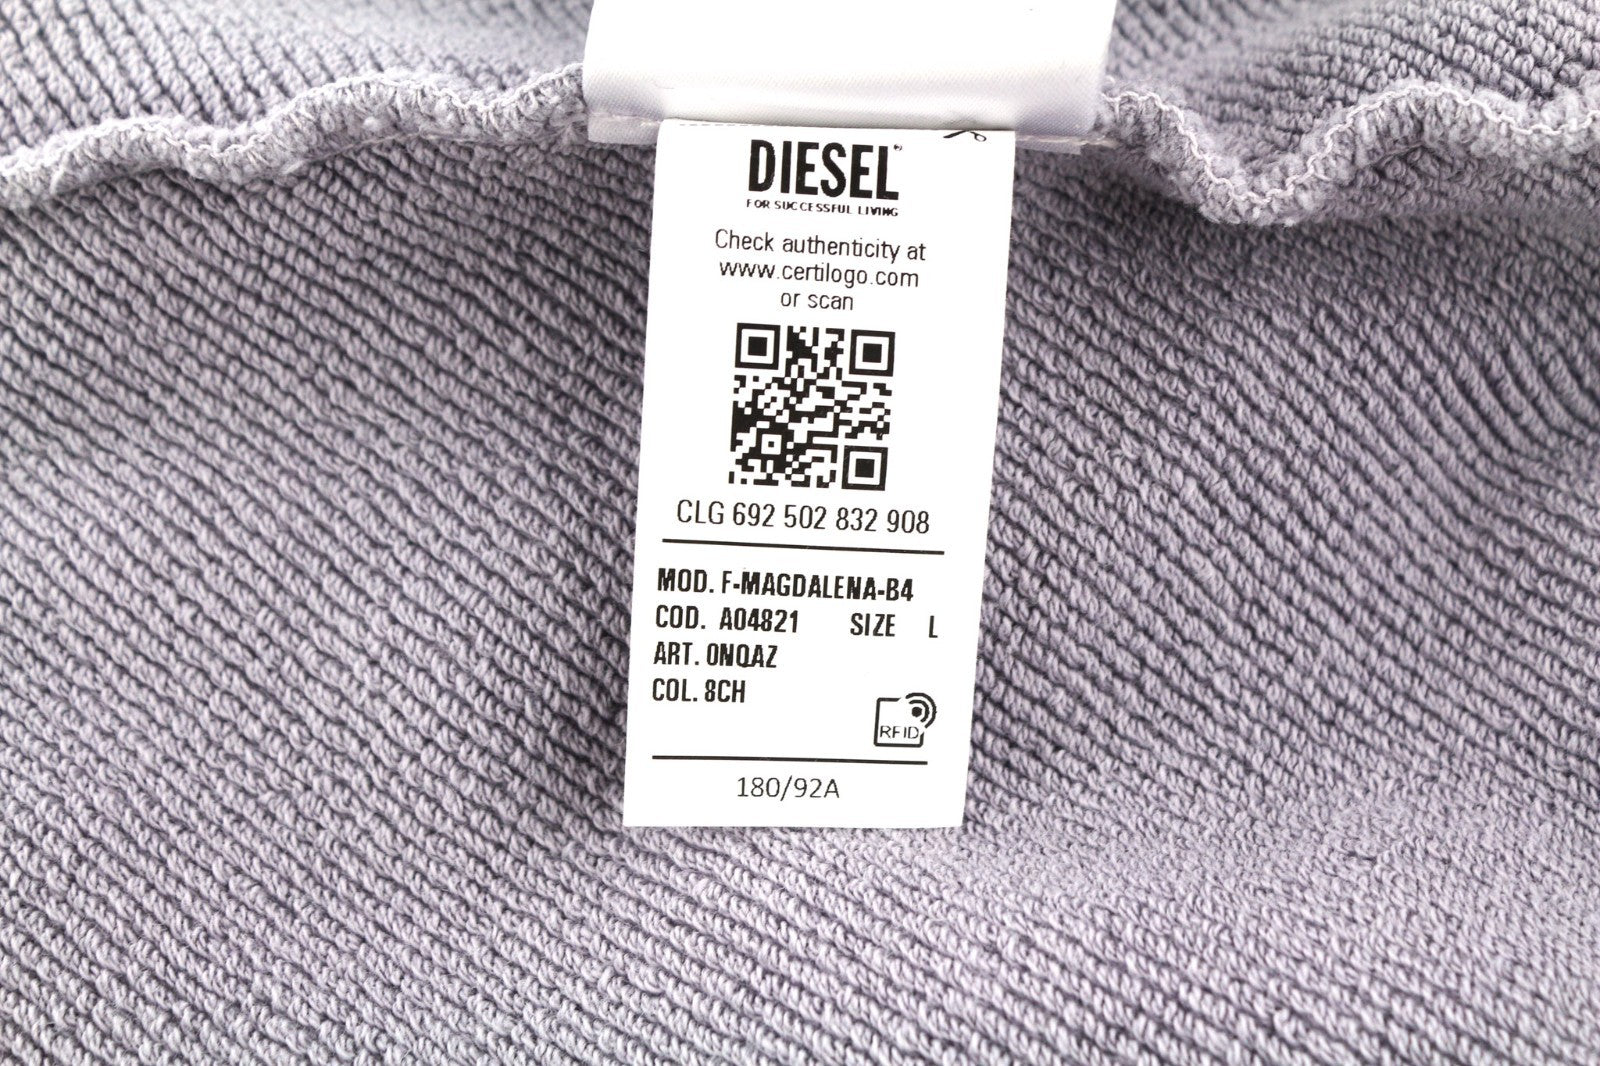 DIESEL
FOR SUCCESSFUL LIVING
Check authenticity at
www.certilogo.com
or scan
CLG 692 502 832 908
MOD. F-MAGDALENA-B4
COD. A04821 SIZE L
ART. 0NQAZ
COL. 8CH
RFID
180/92A